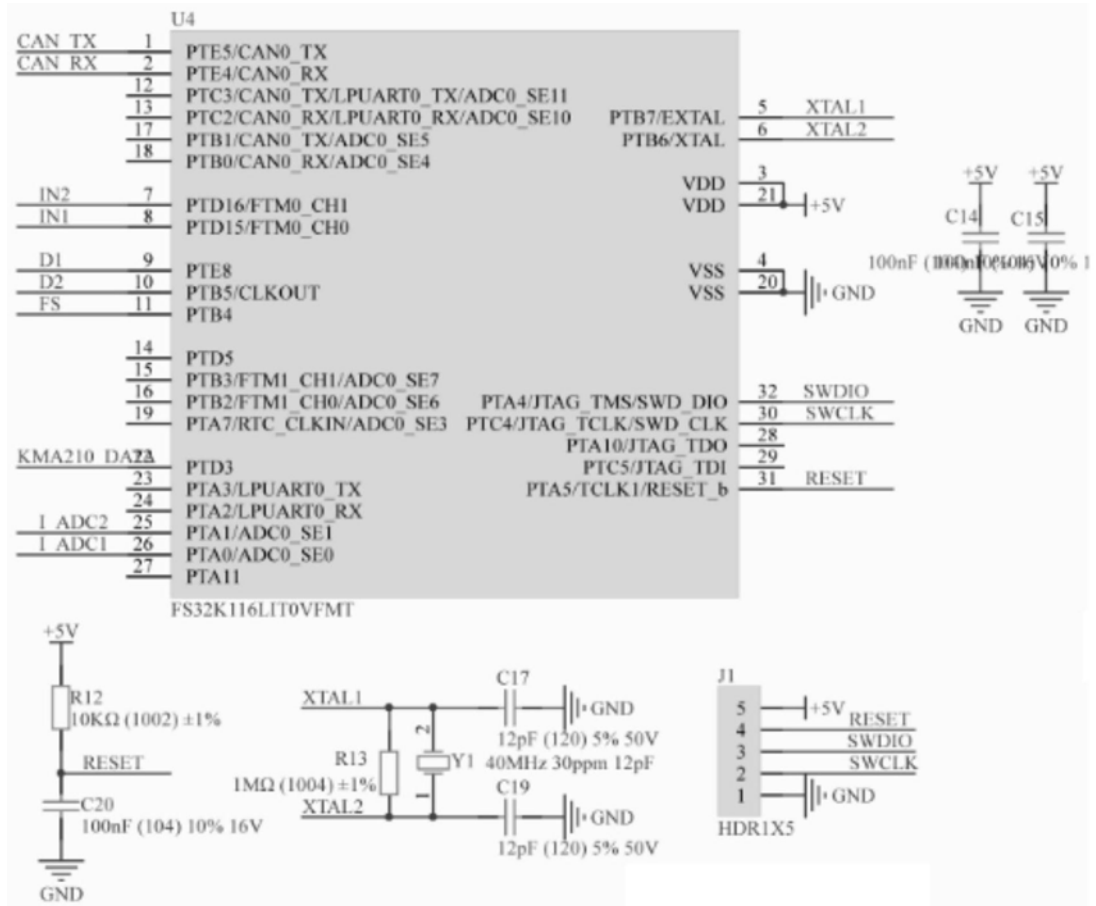 U4
CAN_TX 1 PTE5/CAN0_TX
CAN_RX 2 PTE4/CAN0_RX
12 PTC3/CAN0_TX/LPUART0_TX/ADC0_SE11
13 PTC2/CAN0_RX/LPUART0_RX/ADC0_SE10
17 PTB1/CAN0_TX/ADC0_SE5
18 PTB0/CAN0_RX/ADC0_SE4
IN2 7 PTD16/FTM0_CH1
IN1 8 PTD15/FTM0_CH0
D1 9 PTE8
D2 10 PTB5/CLKOUT
FS 11 PTB4
14 PTD5
15 PTB3/FTM1_CH1/ADC0_SE7
16 PTB2/FTM1_CH0/ADC0_SE6
19 PTA7/RTC_CLKIN/ADC0_SE3
KMA210_DATA 22 PTD3
23 PTA3/LPUART0_TX
24 PTA2/LPUART0_RX
I_ADC2 25 PTA1/ADC0_SE1
I_ADC1 26 PTA0/ADC0_SE0
27 PTA11
PTB7/EXTAL 5 XTAL1
PTB6/XTAL 6 XTAL2
VDD 3
VDD 21 +5V
VSS 4
VSS 20 GND
PTA4/JTAG_TMS/SWD_DIO 32 SWDIO
PTC4/JTAG_TCLK/SWD_CLK 30 SWCLK
PTA10/JTAG_TDO 28
PTC5/JTAG_TDI 29
PTA5/TCLK1/RESET_b 31 RESET
FS32K116LIT0VFMT
+5V +5V
C14 C15
100nF
GND GND
+5V
R12
10KΩ (1002) ±1%
RESET
C20
100nF (104) 10% 16V
GND
XTAL1
C17
GND
12pF (120) 5% 50V
2
R13
1MΩ (1004) ±1%
Y1 40MHz 30ppm 12pF
1
XTAL2
C19
GND
12pF (120) 5% 50V
J1
5 +5V
4 RESET
3 SWDIO
2 SWCLK
1 GND
HDR1X5